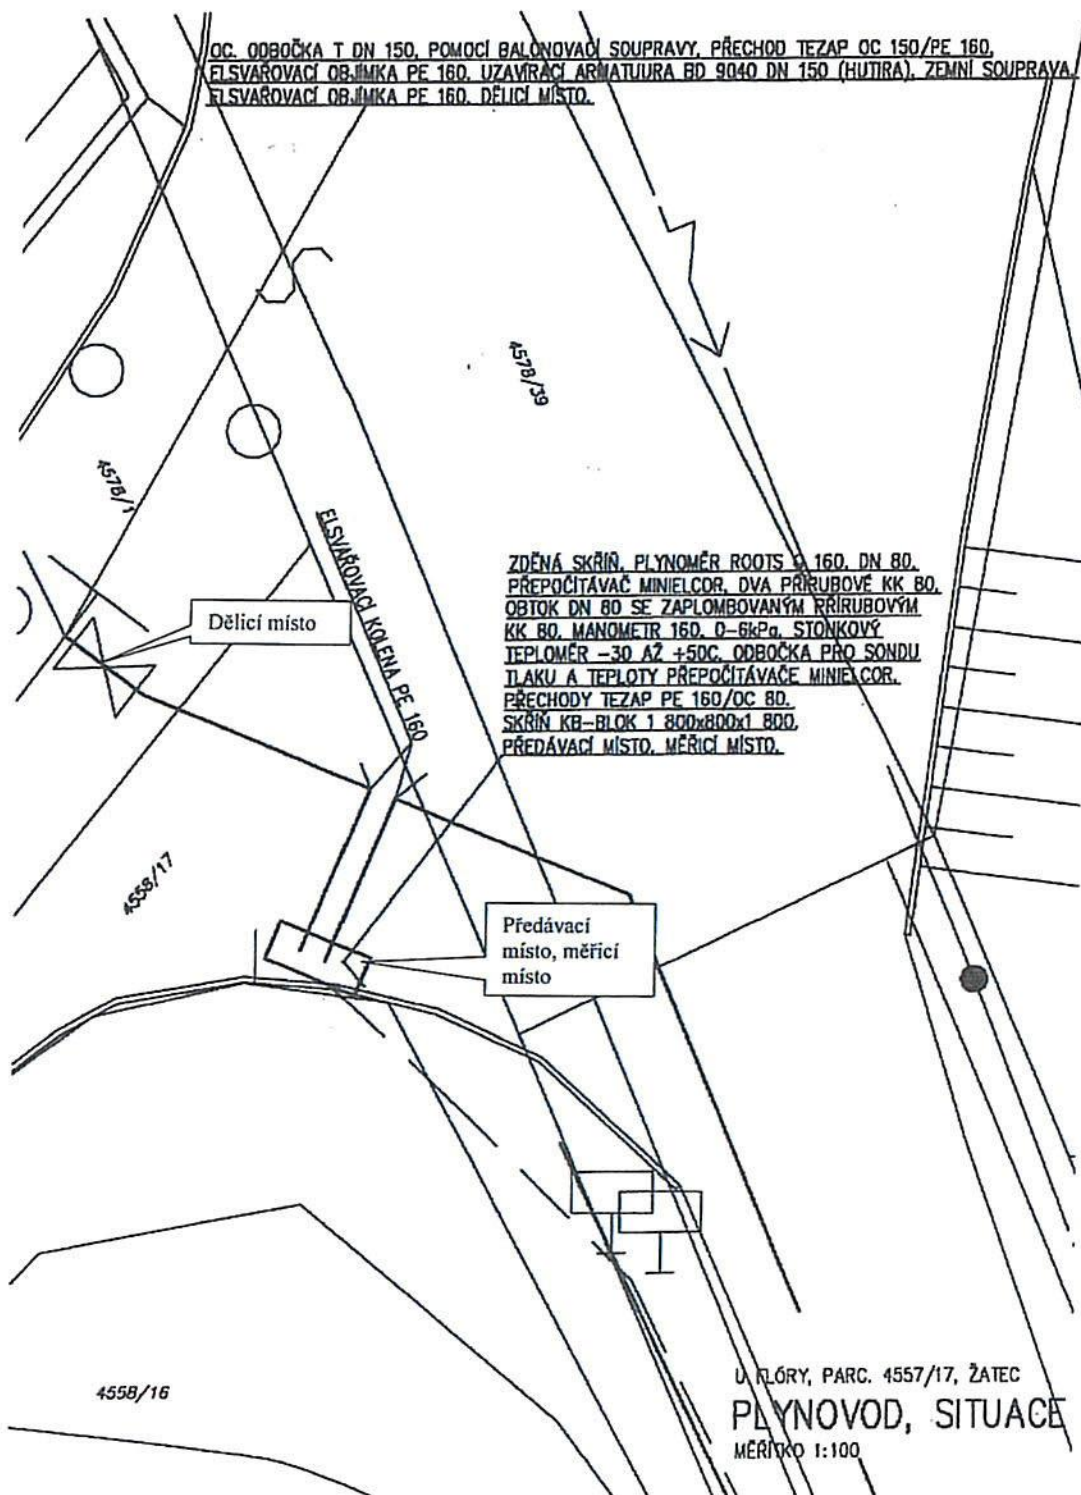 OC. ODBOČKA T DN 150, POMOCÍ BALÓNOVACÍ SOUPRAVY, PŘECHOD TEZAP OC 150/PE 160,
ELSVAŘOVACÍ OBJÍMKA PE 160, UZAVÍRACÍ ARMATUURA BD 9040 DN 150 (HUTIRA), ZEMNÍ SOUPRAVA,
ELSVAŘOVACÍ OBJÍMKA PE 160, DĚLICÍ MÍSTO.
4578/39
4578/1
ELSVAŘOVACÍ KOLENA PE 160
ZDĚNÁ SKŘÍŇ, PLYNOMĚR ROOTS G 160, DN 80,
PŘEPOČÍTÁVAČ MINIELCOR, DVA PŘÍRUBOVÉ KK 80,
OBTOK DN 80 SE ZAPLOMBOVANÝM PŘÍRUBOVÝM
KK 80, MANOMETR 160, 0-6kPa, STONKOVÝ
TEPLOMĚR -30 AŽ +50C, ODBOČKA PRO SONDU
TLAKU A TEPLOTY PŘEPOČÍTÁVAČE MINIELCOR,
PŘECHODY TEZAP PE 160/OC 80.
SKŘÍŇ KB-BLOK 1 800x800x1 800,
PŘEDÁVACÍ MÍSTO, MĚŘICÍ MÍSTO.
Dělicí místo
4558/17
Předávací
místo, měřicí
místo
4558/16
U FLÓRY, PARC. 4557/17, ŽATEC
PLYNOVOD, SITUACE
MĚŘÍTKO 1:100